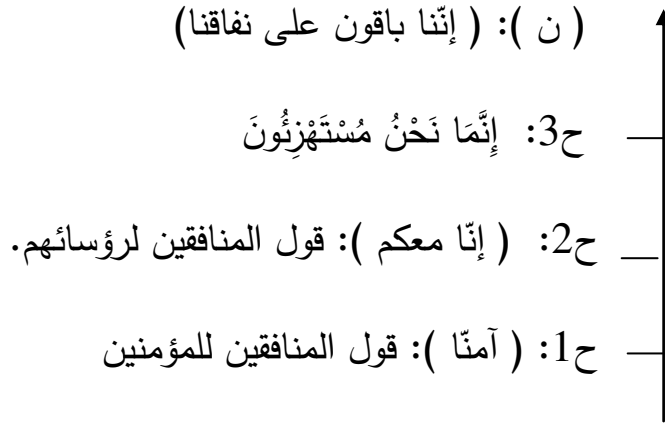 ( ن ): ( إنّنا باقون على نفاقنا)
ح3: إِنَّمَا نَحْنُ مُسْتَهْزِئُونَ
ح2: ( إنّا معكم ): قول المنافقين لرؤسائهم.
ح1: ( آمنّا ): قول المنافقين للمؤمنين